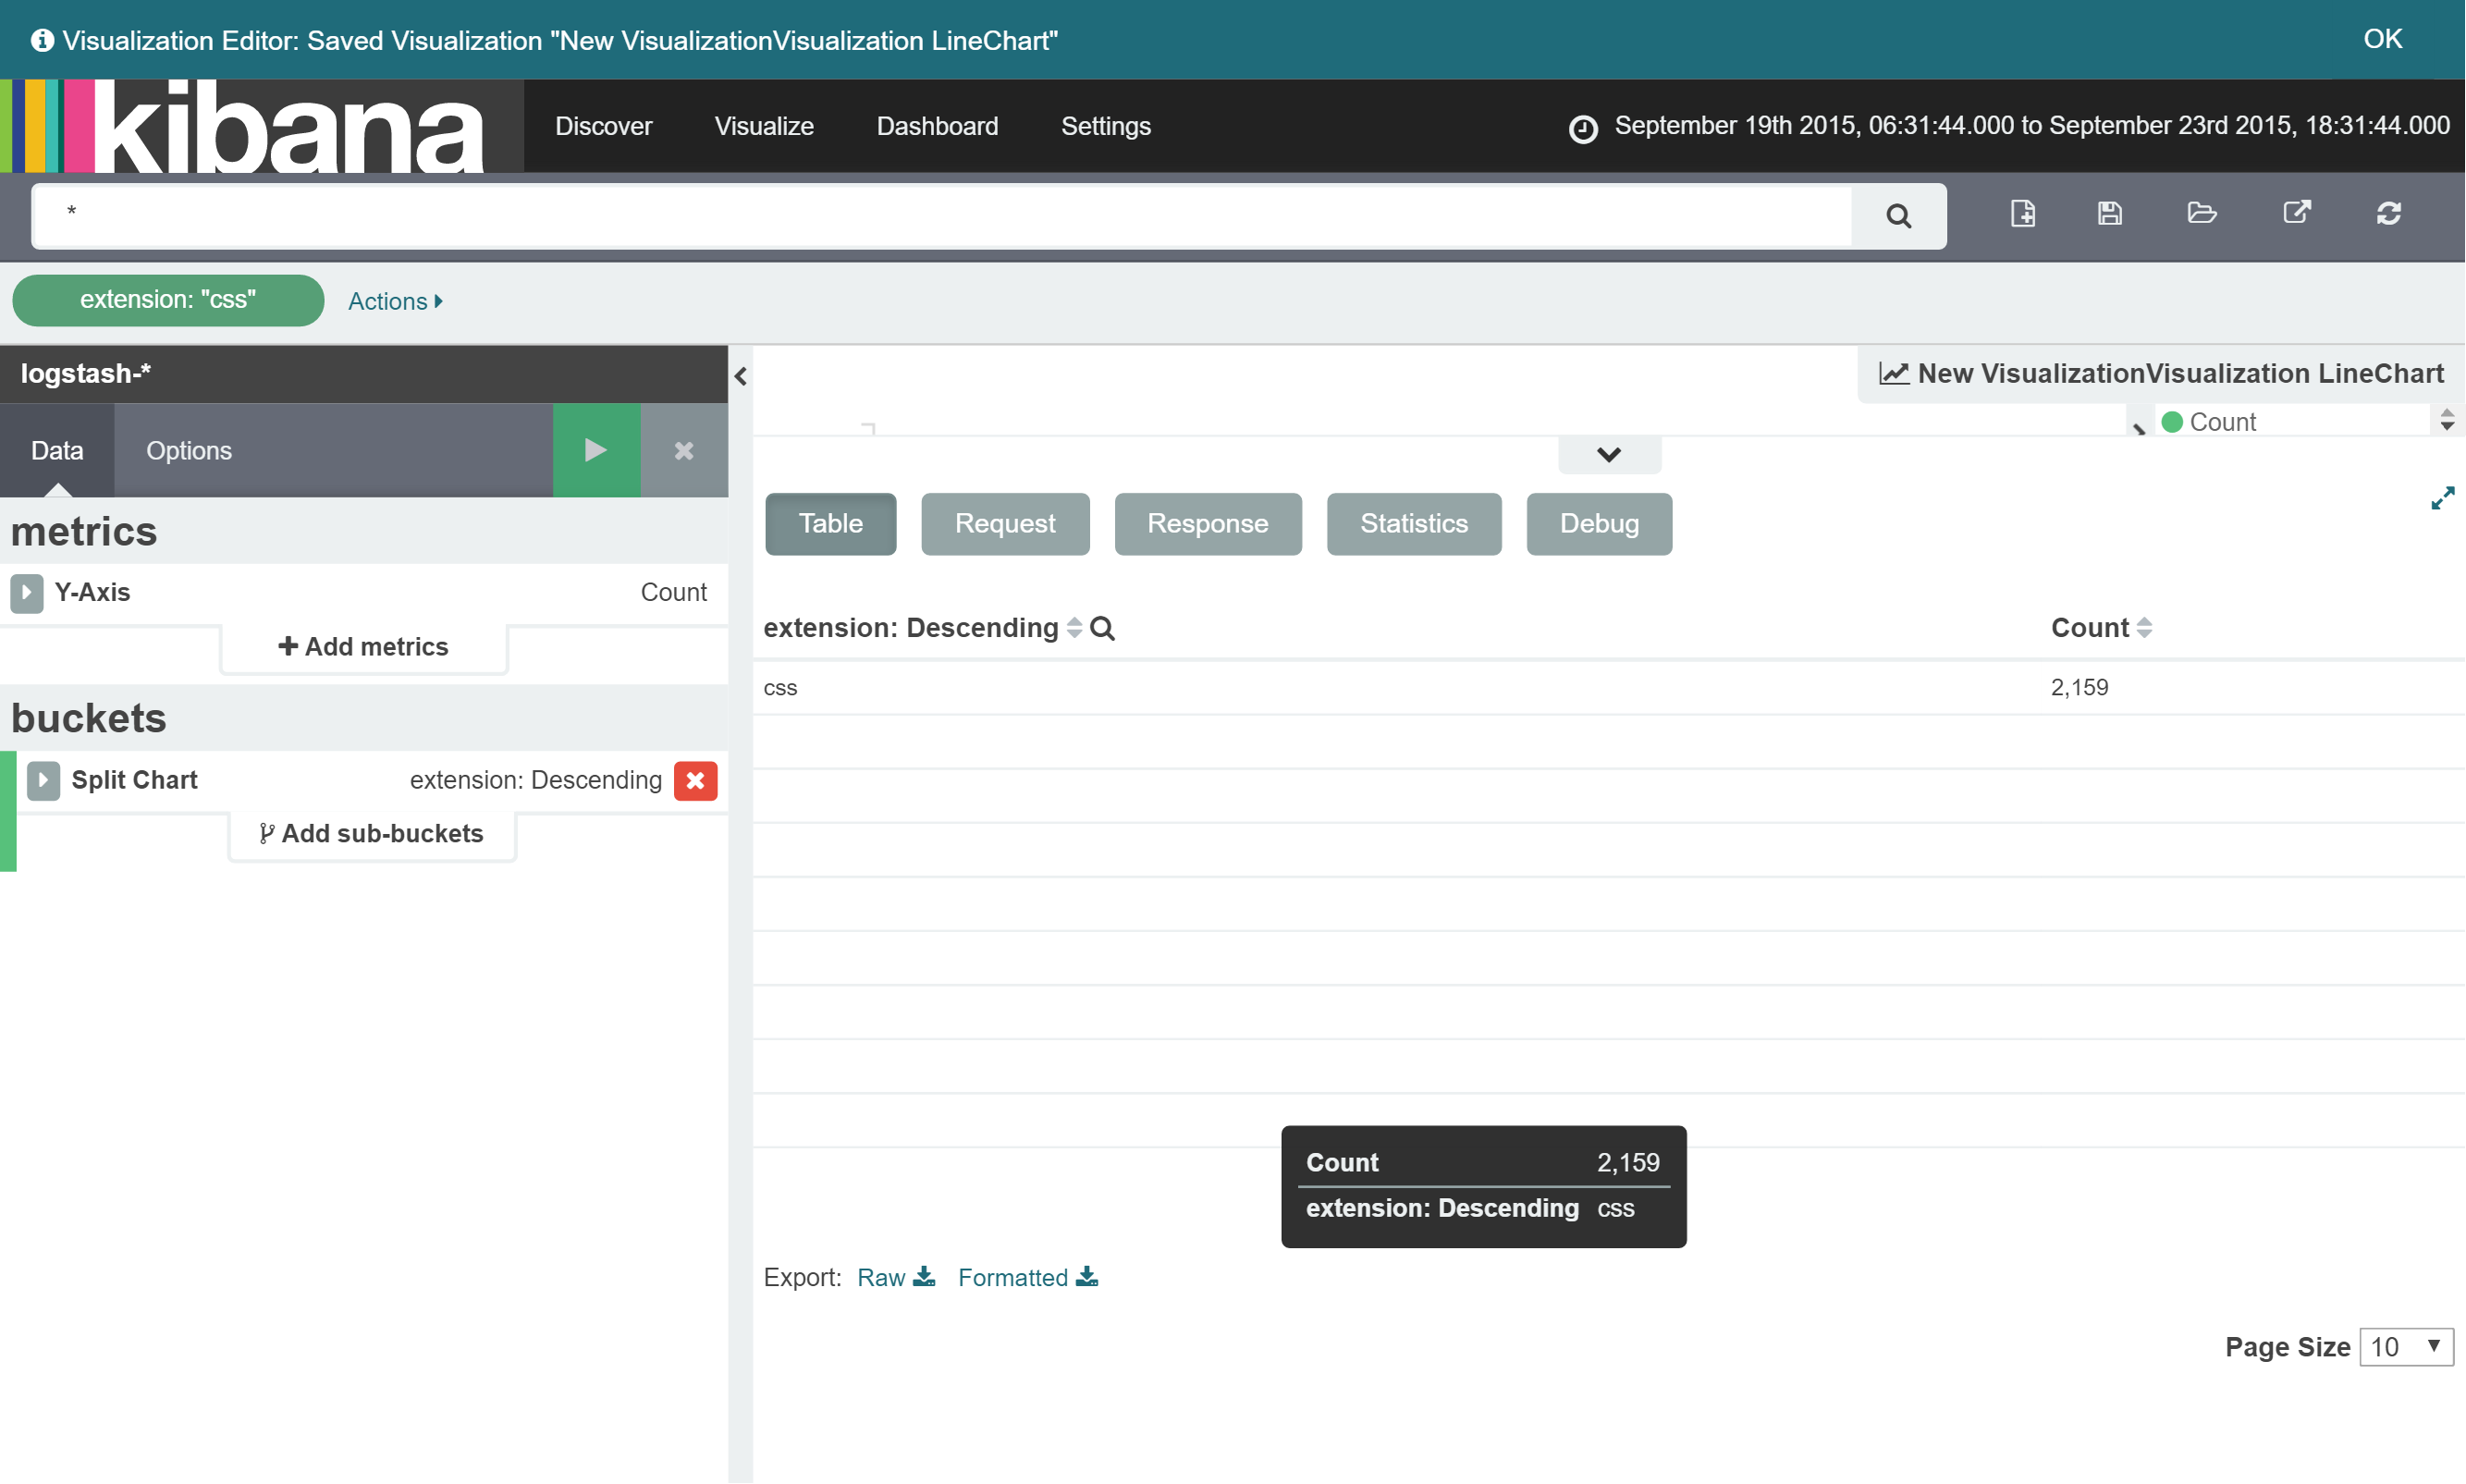 Visualization Editor: Saved Visualization "New VisualizationVisualization LineChart"
OK
kibana
Discover Visualize Dashboard Settings
September 19th 2015, 06:31:44.000 to September 23rd 2015, 18:31:44.000
*
extension: "css"
Actions
logstash-*
New VisualizationVisualization LineChart
Count
Data Options
metrics
Y-Axis Count
Add metrics
buckets
Split Chart extension: Descending
Add sub-buckets
Table Request Response Statistics Debug
extension: Descending Count
css 2,159
Count 2,159
extension: Descending css
Export: Raw Formatted
Page Size 10